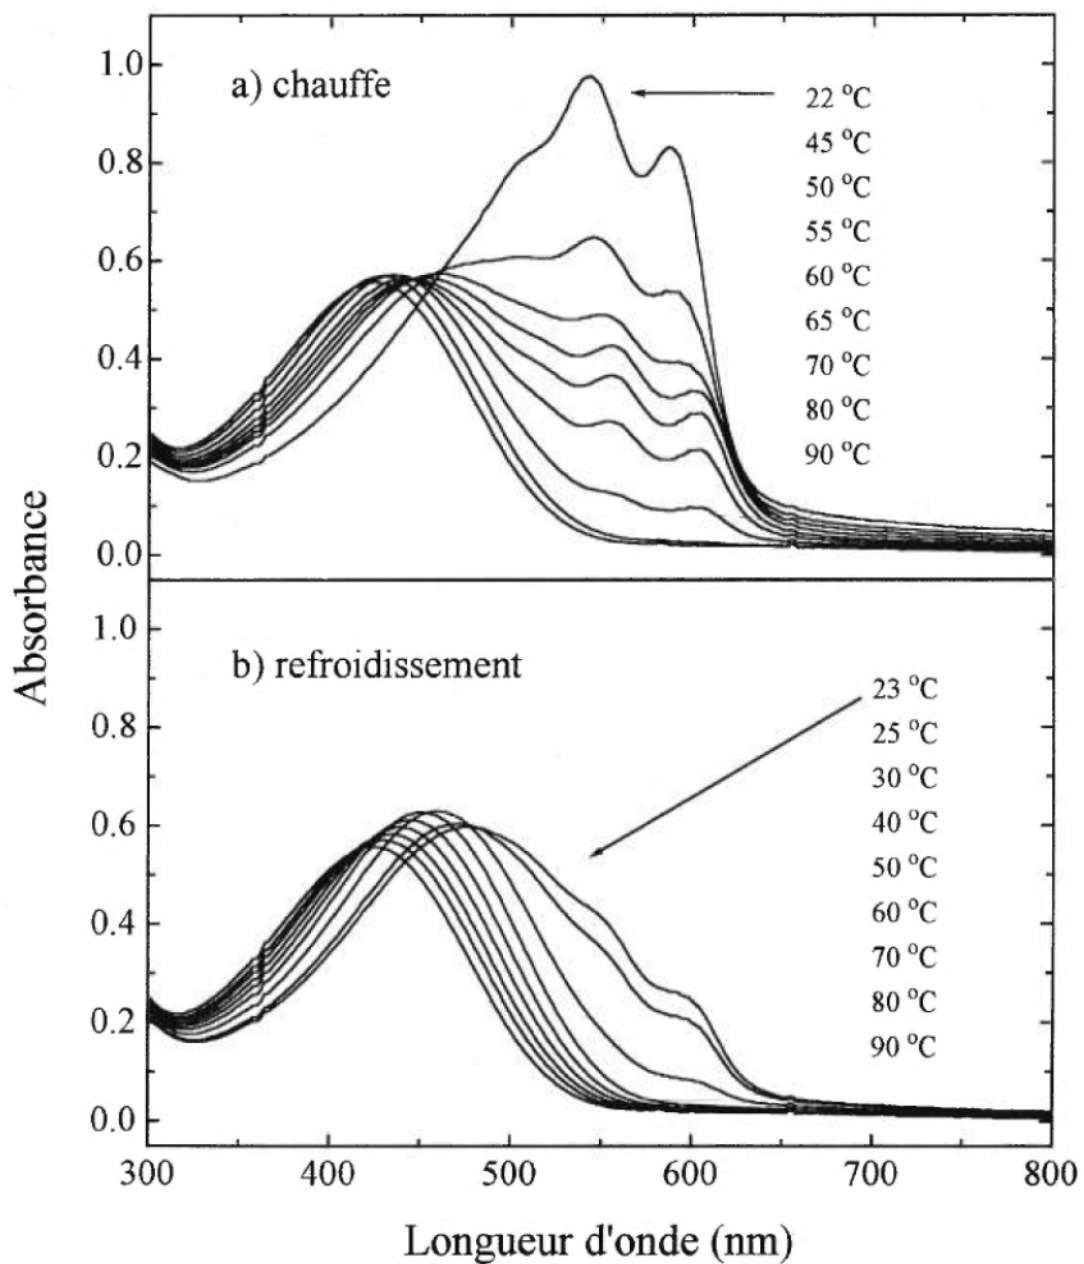 a) chauffe
1.0
0.8
0.6
0.4
0.2
0.0
22 °C
45 °C
50 °C
55 °C
60 °C
65 °C
70 °C
80 °C
90 °C
Absorbance
b) refroidissement
1.0
0.8
0.6
0.4
0.2
0.0
23 °C
25 °C
30 °C
40 °C
50 °C
60 °C
70 °C
80 °C
90 °C
300 400 500 600 700 800
Longueur d'onde (nm)